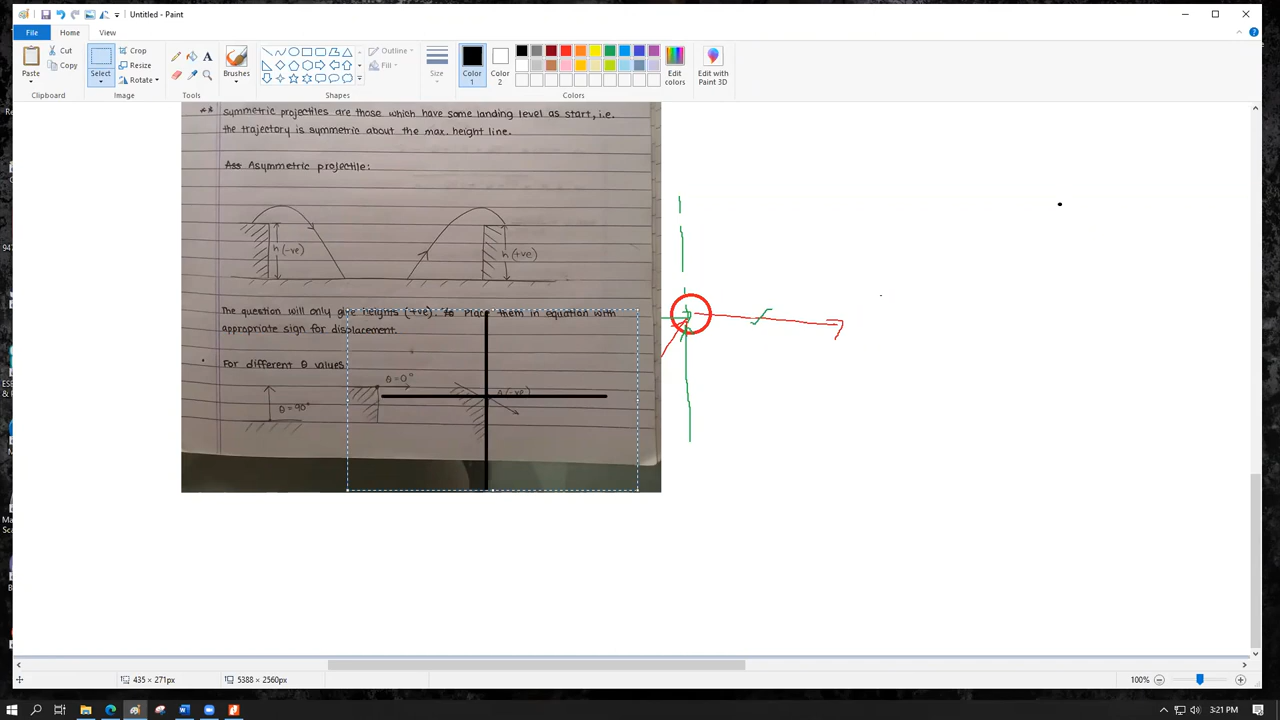 Untitled - Paint
File
Home
View
Paste
Cut
Copy
Clipboard
Select
Crop
Resize
Rotate
Image
Tools
Brushes
Shapes
Outline
Fill
Size
Color 1
Color 2
Colors
Edit colors
Edit with Paint 3D
** symmetric projectiles are those which have some landing level as start, i.e.
the trajectory is symmetric about the max. height line.
Ass Asymmetric projectile:
h (-ve)
h (+ve)
The question will only give heights (+ve). To place them in equation with
appropriate sign for displacement.
For different θ values
θ=90°
θ=0°
θ (-ve)
435 × 271px
5388 × 2560px
100%
3:21 PM